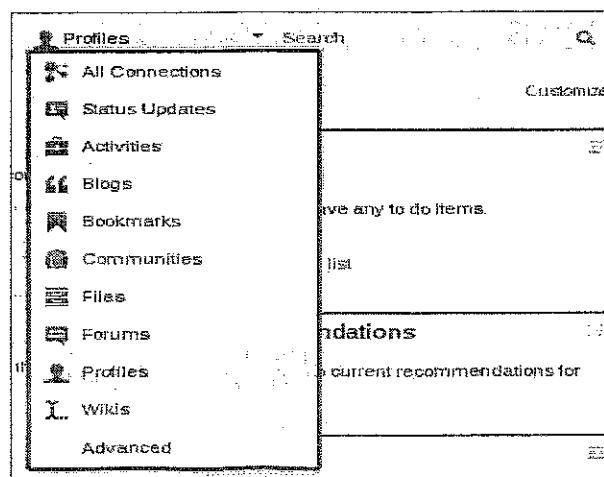 Profiles Search
All Connections
Customize
Status Updates
Activities
Blogs
ave any to do items.
Bookmarks
Communities
list
Files
Forums
ndations
Profiles
current recommendations for
Wikis
Advanced